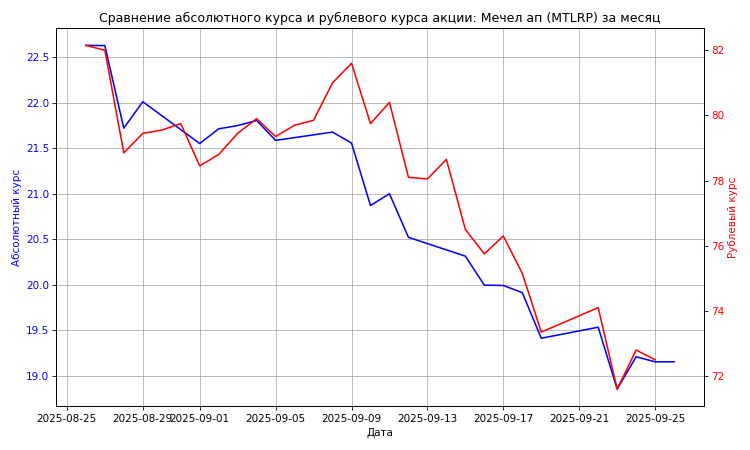 Сравнение абсолютного курса и рублевого курса акции: Мечел ап (MTLRP) за месяц
22.5
22.0
21.5
21.0
20.5
20.0
19.5
19.0
Абсолютный курс
82
80
78
76
74
72
Рублевый курс
2025-08-25 2025-08-29 2025-09-01 2025-09-05 2025-09-09 2025-09-13 2025-09-17 2025-09-21 2025-09-25
Дата